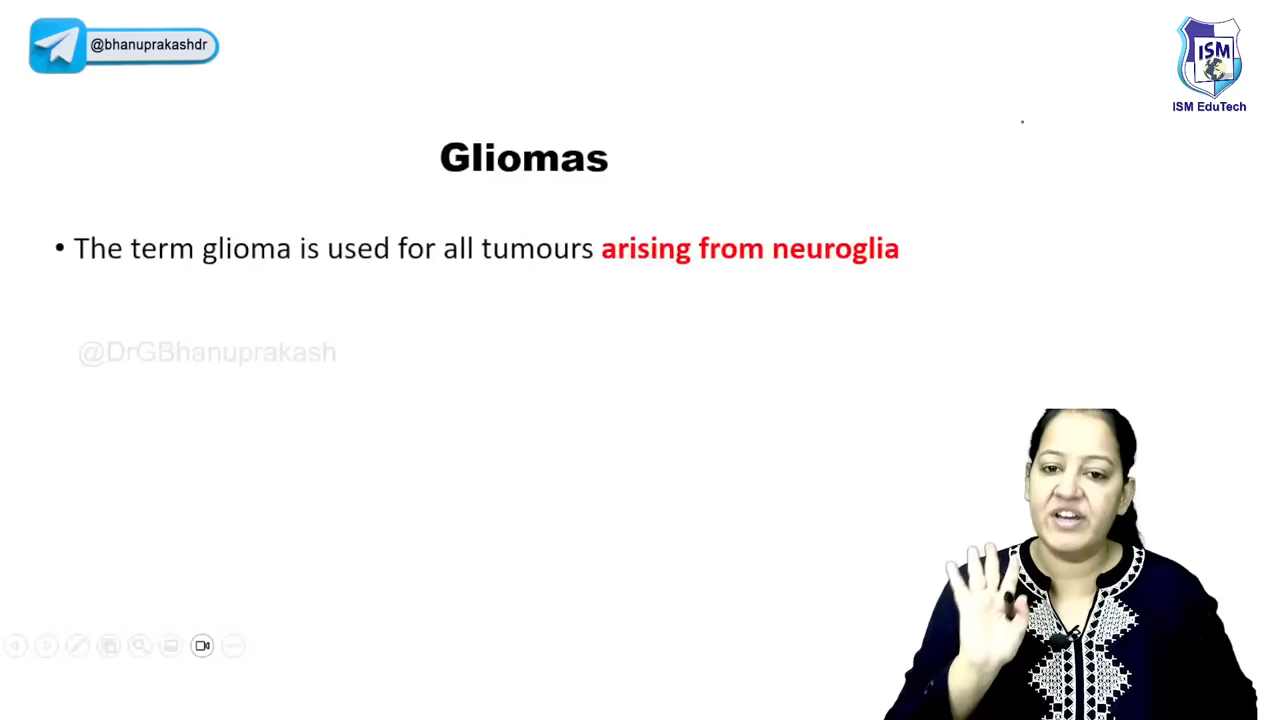 @bhanuprakashdr
ISM
ISM EduTech
Gliomas
• The term glioma is used for all tumours arising from neuroglia
@DrGBhanuprakash